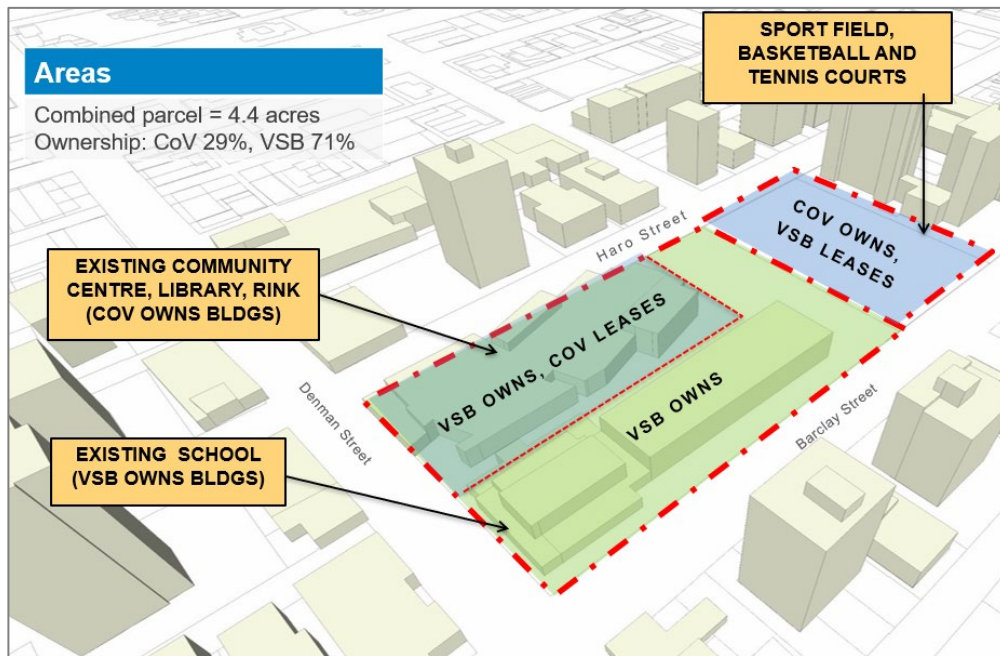 Areas
Combined parcel = 4.4 acres
Ownership: CoV 29%, VSB 71%
SPORT FIELD,
BASKETBALL AND
TENNIS COURTS
COV OWNS,
VSB LEASES
Haro Street
EXISTING COMMUNITY
CENTRE, LIBRARY, RINK
(COV OWNS BLDGS)
VSB OWNS, COV LEASES
VSB OWNS
Denman Street
Barclay Street
EXISTING SCHOOL
(VSB OWNS BLDGS)